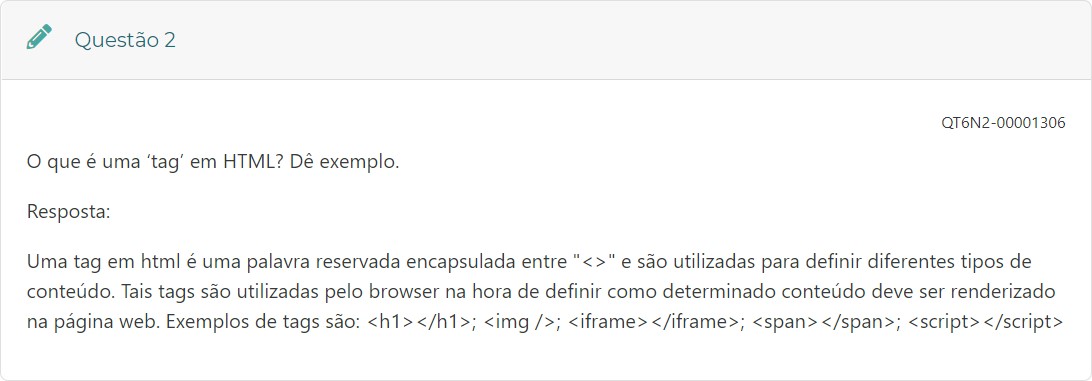 Questão 2
QT6N2-00001306
O que é uma ‘tag’ em HTML? Dê exemplo.
Resposta:
Uma tag em html é uma palavra reservada encapsulada entre "<>" e são utilizadas para definir diferentes tipos de
conteúdo. Tais tags são utilizadas pelo browser na hora de definir como determinado conteúdo deve ser renderizado
na página web. Exemplos de tags são: <h1></h1>; <img />; <iframe></iframe>; <span></span>; <script></script>